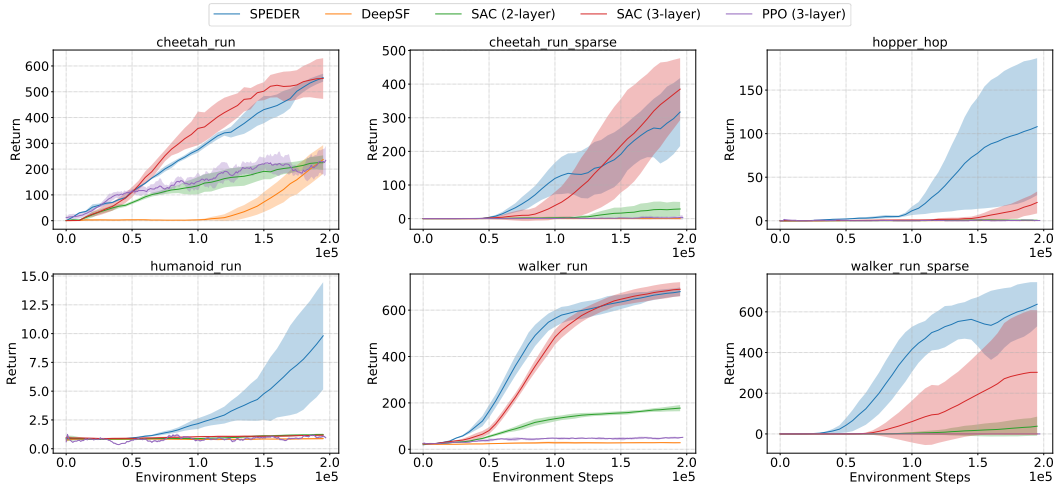 SPEDER DeepSF SAC (2-layer) SAC (3-layer) PPO (3-layer)
cheetah_run
Return
600
500
400
300
200
100
0
0.0 0.5 1.0 1.5 2.0
1e5
cheetah_run_sparse
Return
500
400
300
200
100
0
0.0 0.5 1.0 1.5 2.0
1e5
hopper_hop
Return
150
100
50
0
0.0 0.5 1.0 1.5 2.0
1e5
humanoid_run
Return
15.0
12.5
10.0
7.5
5.0
2.5
0.0
0.0 0.5 1.0 1.5 2.0
Environment Steps 1e5
walker_run
Return
600
400
200
0
0.0 0.5 1.0 1.5 2.0
Environment Steps 1e5
walker_run_sparse
Return
600
400
200
0
0.0 0.5 1.0 1.5 2.0
Environment Steps 1e5